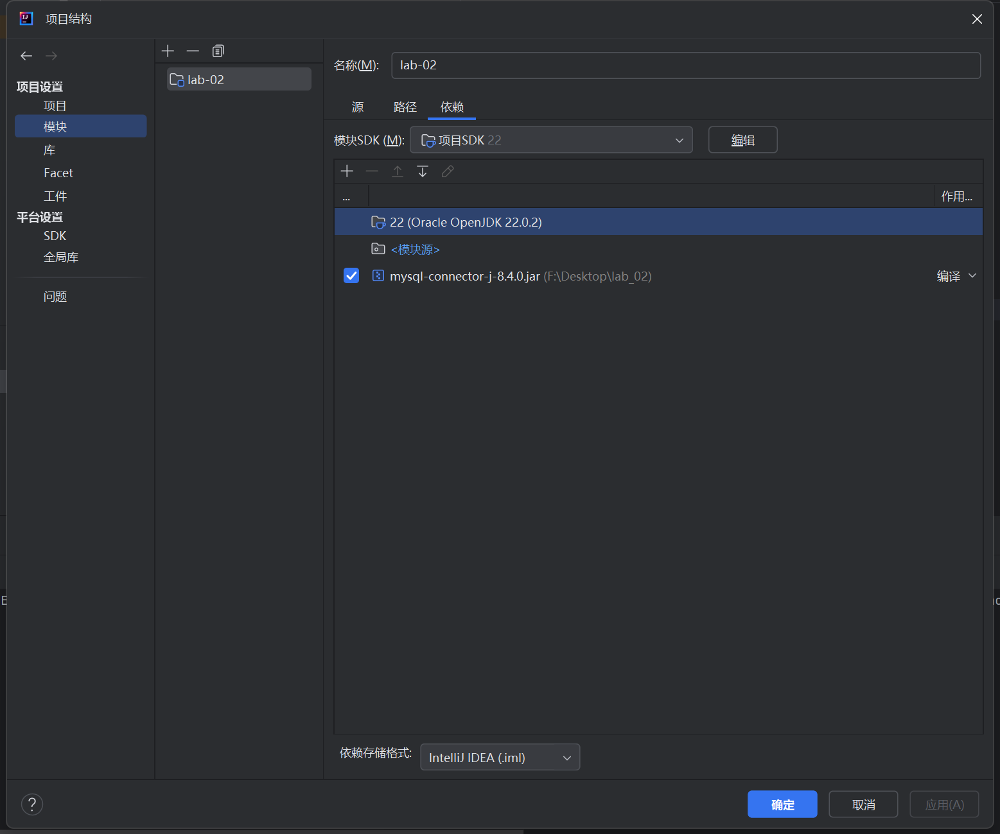 项目结构
项目设置
项目
模块
库
Facet
工件
平台设置
SDK
全局库
问题
lab-02
名称(M):
lab-02
源 路径 依赖
模块SDK (M): 项目SDK 22 编辑
... 作用...
22 (Oracle OpenJDK 22.0.2)
<模块源>
mysql-connector-j-8.4.0.jar (F:\Desktop\lab_02) 编译
依赖存储格式: IntelliJ IDEA (.iml)
? 确定 取消 应用(A)